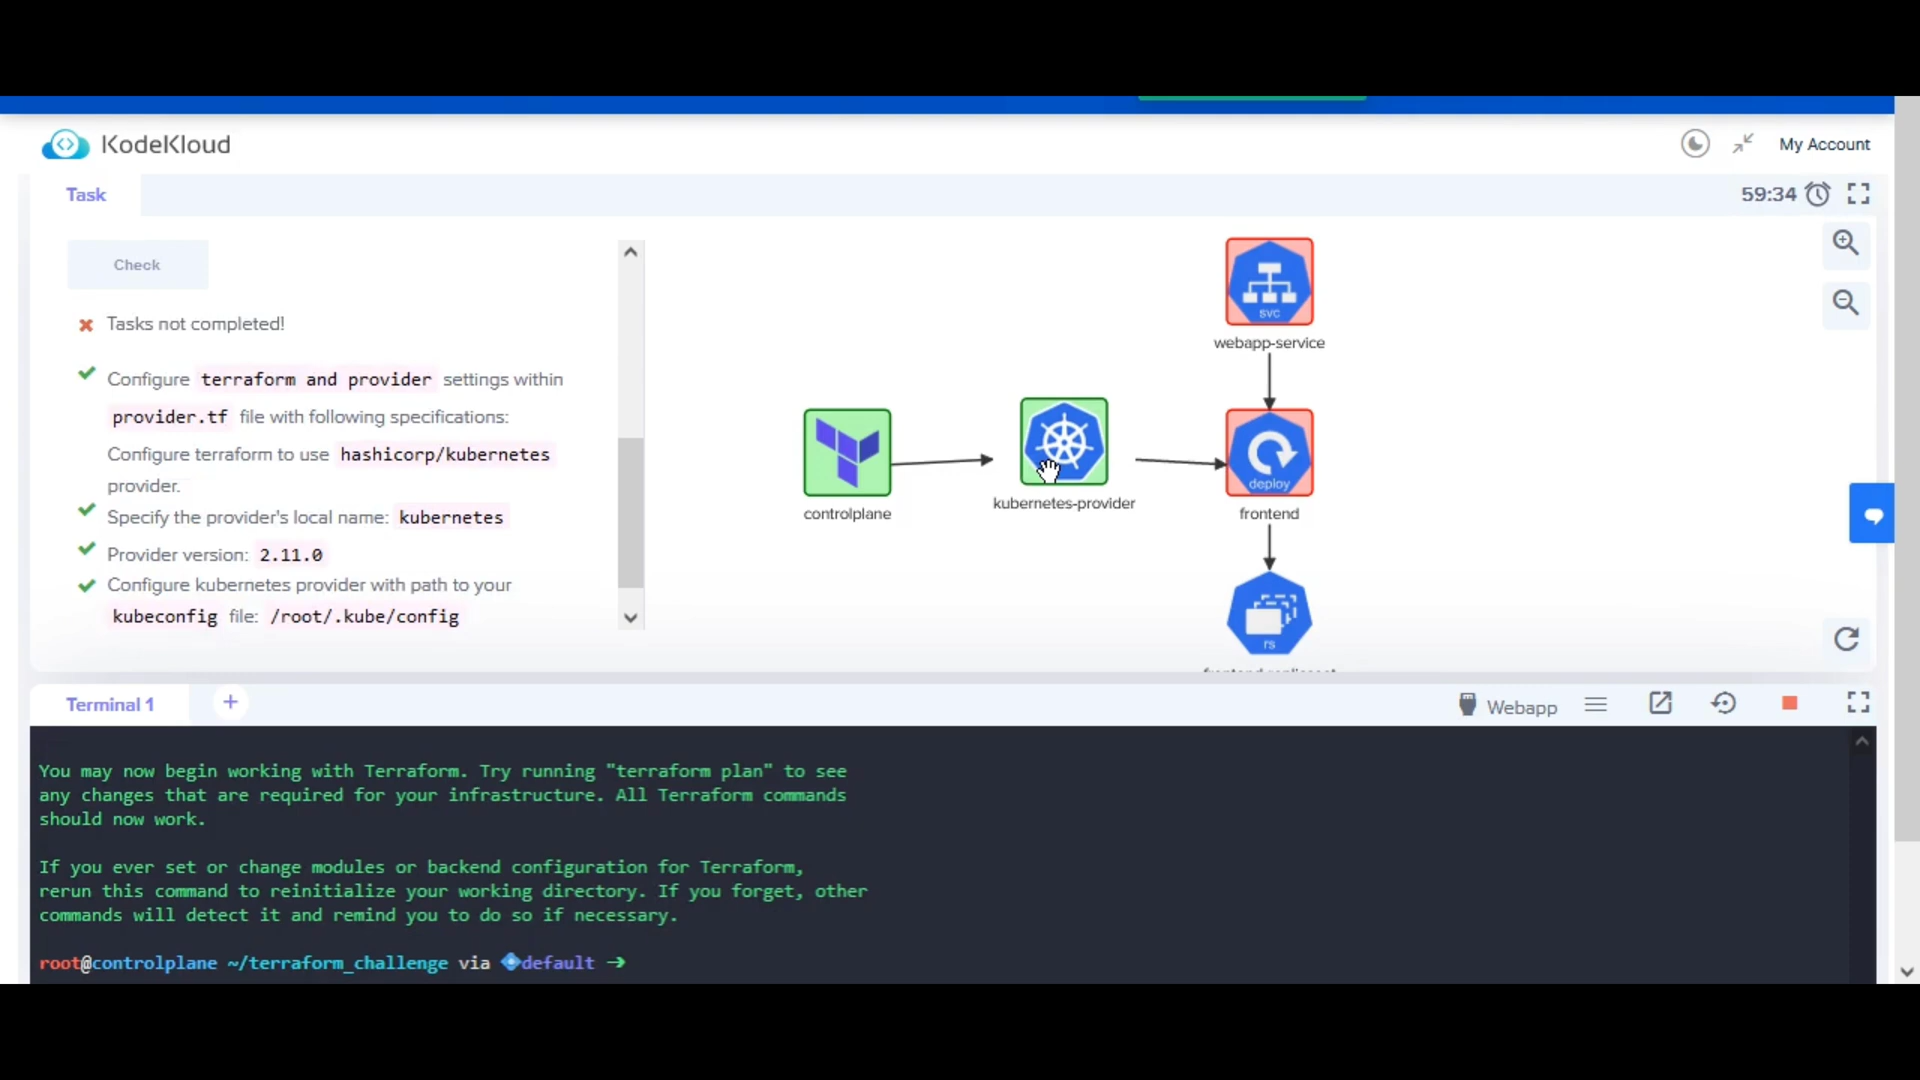 KodeKloud
My Account
Task
59:34
Check
Tasks not completed!
Configure terraform and provider settings within
provider.tf file with following specifications:
Configure terraform to use hashicorp/kubernetes
provider.
Specify the provider's local name: kubernetes
Provider version: 2.11.0
Configure kubernetes provider with path to your
kubeconfig file: /root/.kube/config
svc
webapp-service
controlplane
kubernetes-provider
deploy
frontend
rs
Terminal 1
+
Webapp
You may now begin working with Terraform. Try running "terraform plan" to see
any changes that are required for your infrastructure. All Terraform commands
should now work.
If you ever set or change modules or backend configuration for Terraform,
rerun this command to reinitialize your working directory. If you forget, other
commands will detect it and remind you to do so if necessary.
root@controlplane ~/terraform_challenge via default ➜